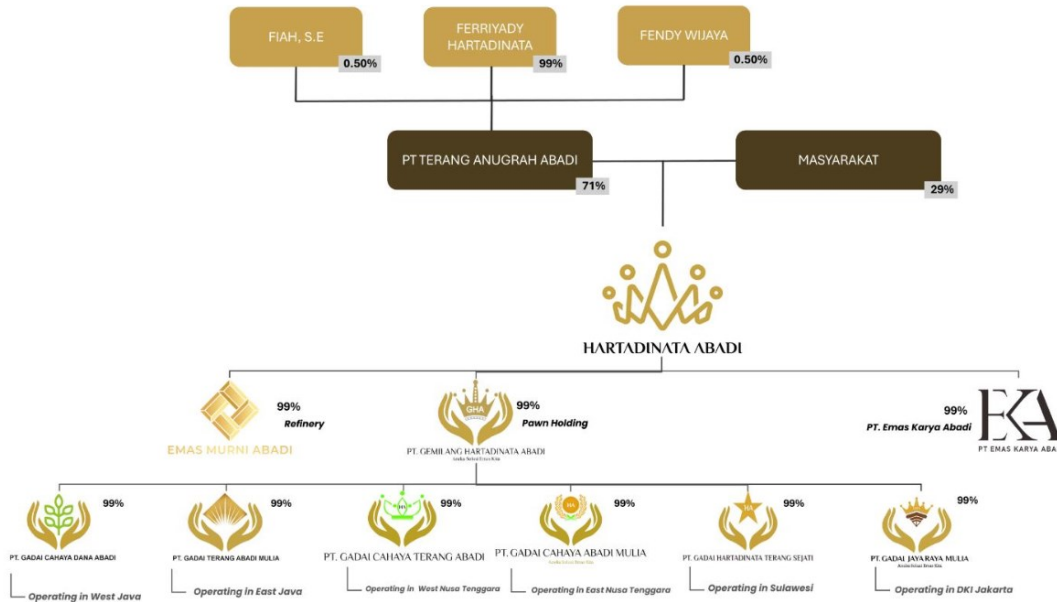 FIAH, S.E
0.50%
FERRIYADY
HARTADINATA
99%
FENDY WIJAYA
0.50%
PT TERANG ANUGRAH ABADI
71%
MASYARAKAT
29%
HARTADINATA ABADI
99%
Refinery
EMAS MURNI ABADI
GHA
99%
Pawn Holding
PT. GEMILANG HARTADINATA ABADI
99%
PT. Emas Karya Abadi
EKA
PT EMAS KARYA ABA
99%
PT. GADAI CAHAYA DANA ABADI
Operating in West Java
99%
PT. GADAI TERANG ABADI MULIA
Operating in East Java
HA
99%
PT. GADAI CAHAYA TERANG ABADI
Operating in West Nusa Tenggara
HA
99%
PT. GADAI CAHAYA ABADI MULIA
Operating in East Nusa Tenggara
HA
99%
PT. GADAI HARTADINATA TERANG SEJATI
Operating in Sulawesi
99%
PT. GADAI JAYA RAYA MULIA
Operating in DKI Jakarta